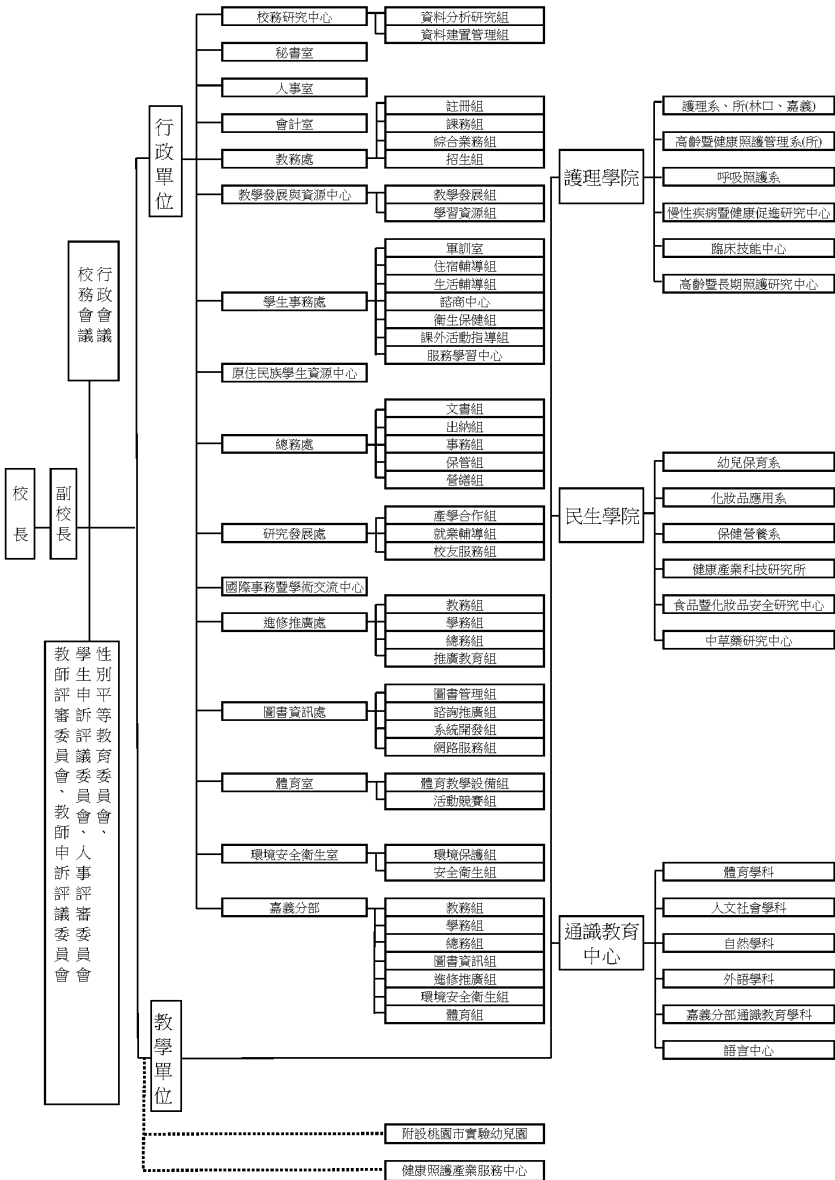 校長
副校長
行政會議
校務會議
性別平等教育委員會、
學生申訴評議委員會、人事評審委員會
教師評審委員會、教師申訴評議委員會
行政單位
校務研究中心
資料分析研究組
資料建置管理組
秘書室
人事室
會計室
教務處
註冊組
課務組
綜合業務組
招生組
教學發展與資源中心
教學發展組
學習資源組
學生事務處
軍訓室
住宿輔導組
生活輔導組
諮商中心
衛生保健組
課外活動指導組
服務學習中心
原住民族學生資源中心
總務處
文書組
出納組
事務組
保管組
營繕組
研究發展處
產學合作組
就業輔導組
校友服務組
國際事務暨學術交流中心
進修推廣處
教務組
學務組
總務組
推廣教育組
圖書資訊處
圖書管理組
諮詢推廣組
系統開發組
網路服務組
體育室
體育教學設備組
活動競賽組
環境安全衛生室
環境保護組
安全衛生組
嘉義分部
教務組
學務組
總務組
圖書資訊組
進修推廣組
環境安全衛生組
體育組
教學單位
護理學院
護理系、所(林口、嘉義)
高齡暨健康照護管理系(所)
呼吸照護系
慢性疾病暨健康促進研究中心
臨床技能中心
高齡暨長期照護研究中心
民生學院
幼兒保育系
化妝品應用系
保健營養系
健康產業科技研究所
食品暨化妝品安全研究中心
中草藥研究中心
通識教育
中心
體育學科
人文社會學科
自然學科
外語學科
嘉義分部通識教育學科
語言中心
附設桃園市實驗幼兒園
健康照護產業服務中心